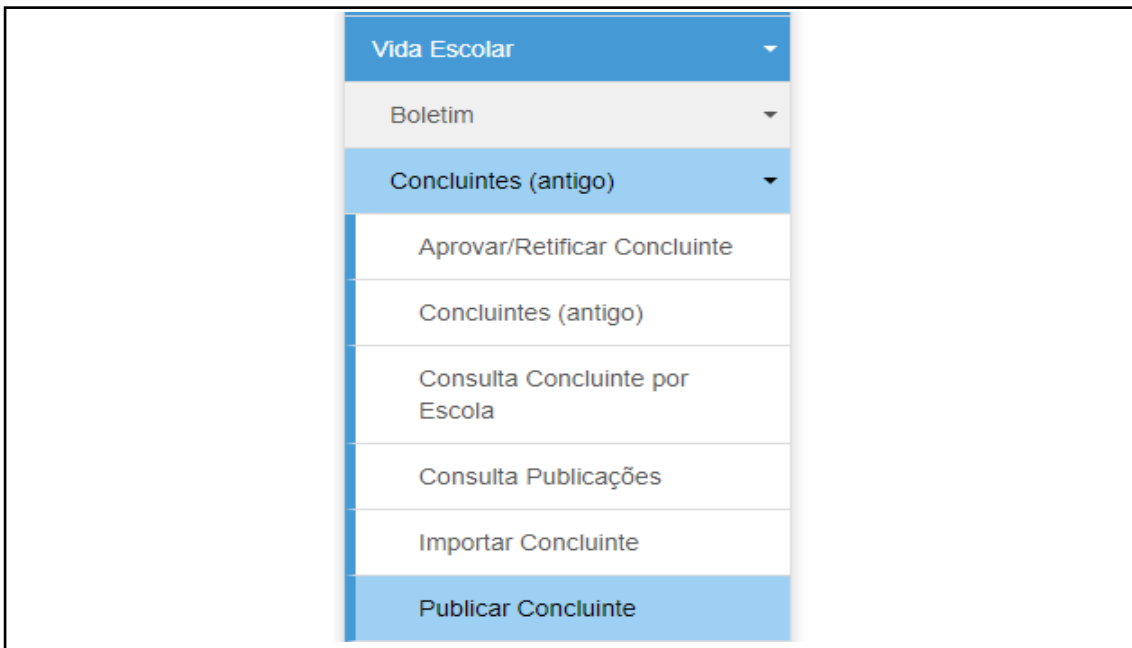 Vida Escolar
Boletim
Concluintes (antigo)
Aprovar/Retificar Concluinte
Concluintes (antigo)
Consulta Concluinte por
Escola
Consulta Publicações
Importar Concluinte
Publicar Concluinte